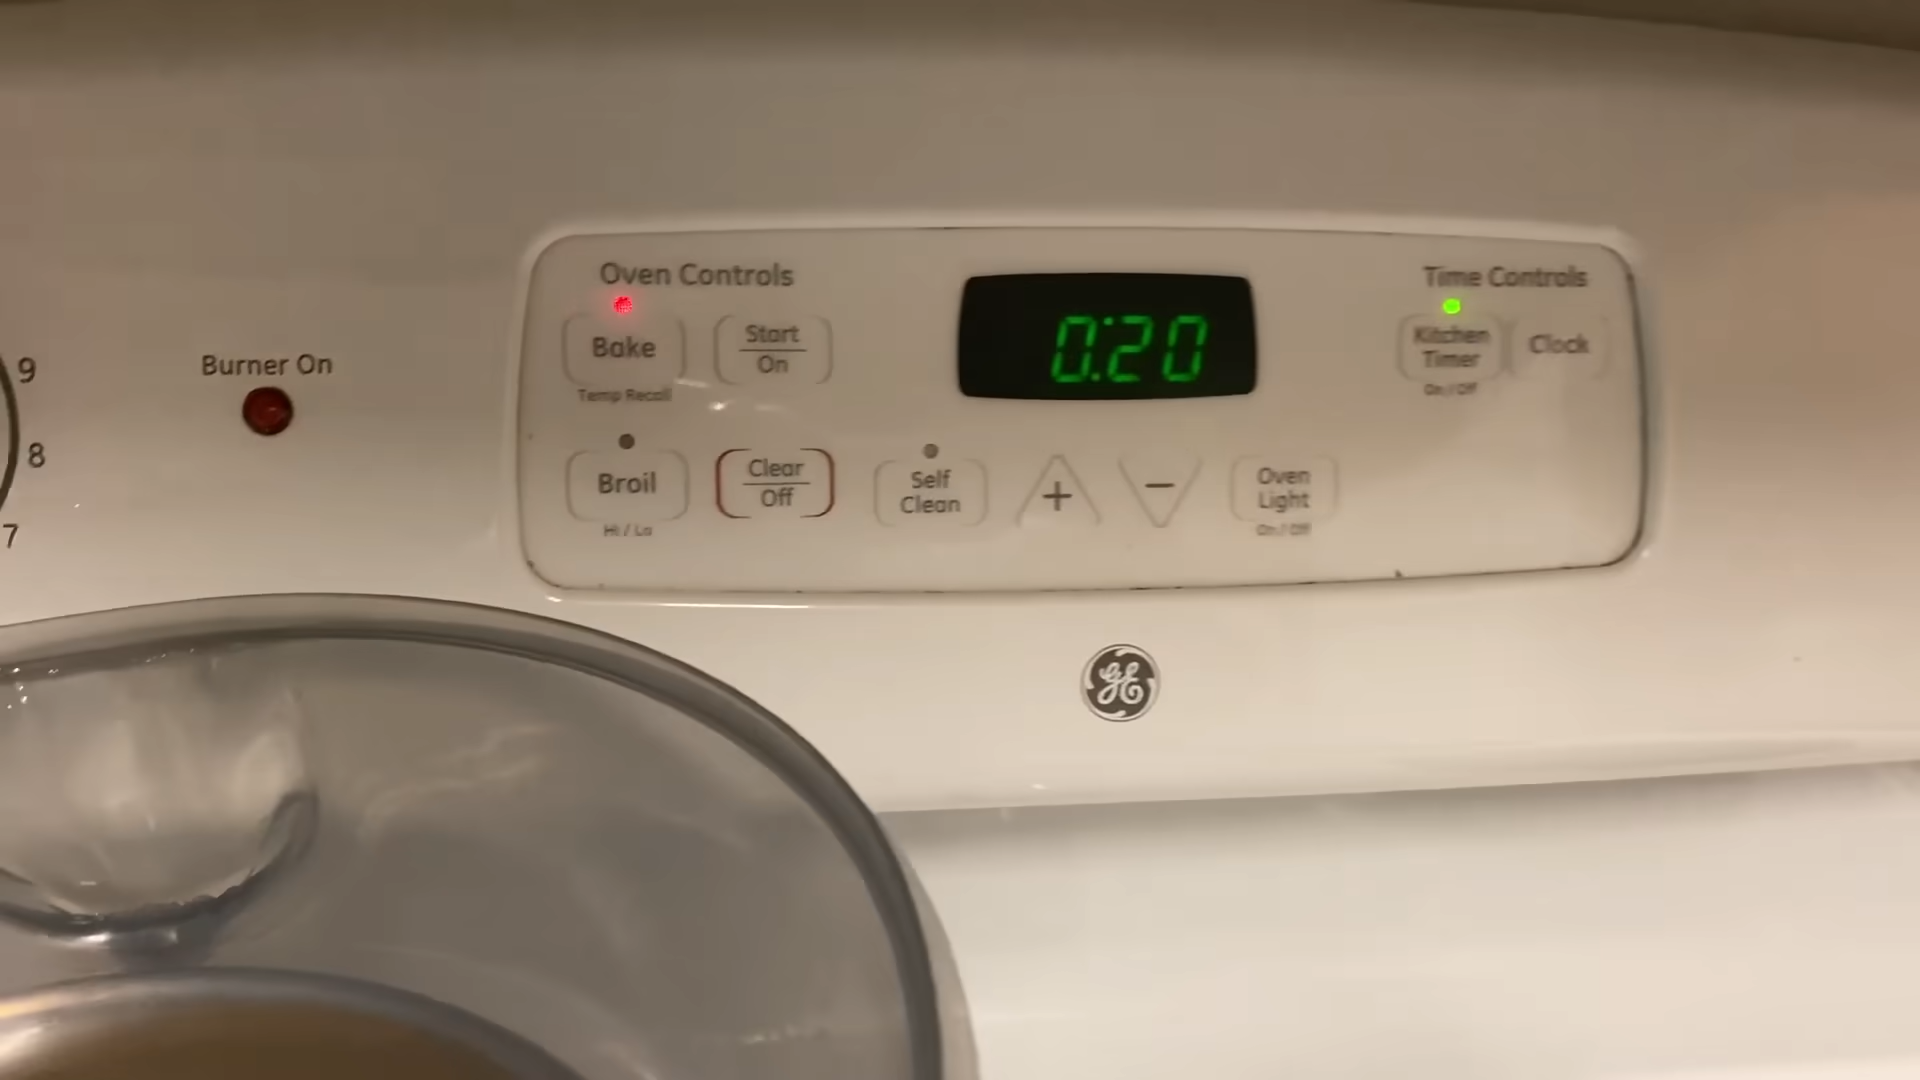 9
8
7
Burner On
Oven Controls
Bake
Temp Recall
Start
On
Broil
Hi / Lo
Clear
Off
Self
Clean
+
−
0:20
Oven
Light
On / Off
Time Controls
Kitchen
Timer
On / Off
Clock
GE